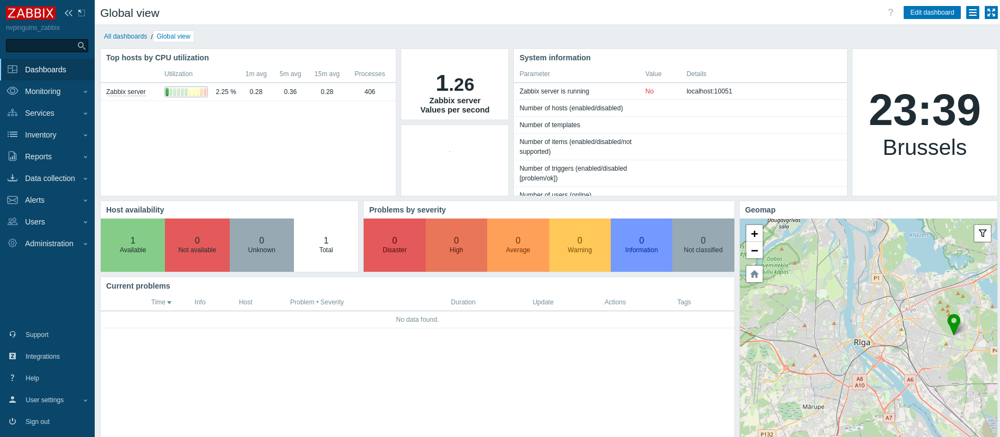 ZABBIX
nvpinguins_zabbix
Dashboards
Monitoring
Services
Inventory
Reports
Data collection
Alerts
Users
Administration
Support
Integrations
Help
User settings
Sign out
Global view
? Edit dashboard
All dashboards / Global view
Top hosts by CPU utilization
Utilization 1m avg 5m avg 15m avg Processes
Zabbix server 2.25 % 0.28 0.36 0.28 406
1.26
Zabbix server
Values per second
System information
Parameter Value Details
Zabbix server is running No localhost:10051
Number of hosts (enabled/disabled)
Number of templates
Number of items (enabled/disabled/not
supported)
Number of triggers (enabled/disabled
[problem/ok])
Number of users (online)
23:39
Brussels
Host availability
1 0 0 1
Available Not available Unknown Total
Problems by severity
0 0 0 0 0 0
Disaster High Average Warning Information Not classified
Geomap
Daugavgrīvas
sala
Ķīšezers
+
−
Dabas
piemineklis
"Buļļu kāpas"
P1
Rīga
Rīga
A8
A10
A6
Mārupe
A7
P132
Current problems
Time Info Host Problem • Severity Duration Update Actions Tags
No data found.